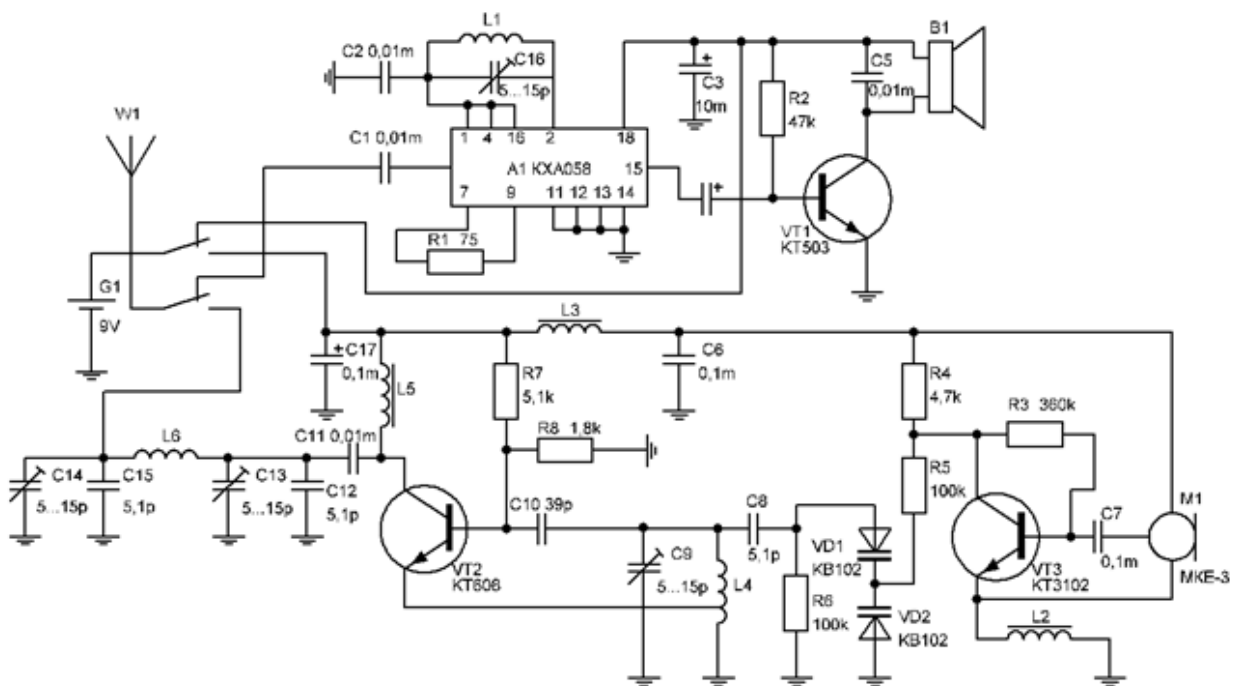 L1
B1
C2 0,01m
C16
5...15p
C3
10m
C5
0,01m
R2
47k
W1
C1 0,01m
1 4 16 2 18
A1 KXA058 15
7 9 11 12 13 14
R1 75
VT1
KT503
G1
9V
L3
C17
0,1m
L5
R7
5,1k
C6
0,1m
R4
4,7k
R3 360k
R8 1,8k
L6
C11 0,01m
C14
5...15p
C15
5,1p
C13
5...15p
C12
5,1p
R5
100k
M1
C10 39p
C8
5,1p
C7
0,1m
VD1
KB102
C9
5...15p
VT2
KT606
L4
R6
100k
VD2
KB102
VT3
KT3102
MKE-3
L2